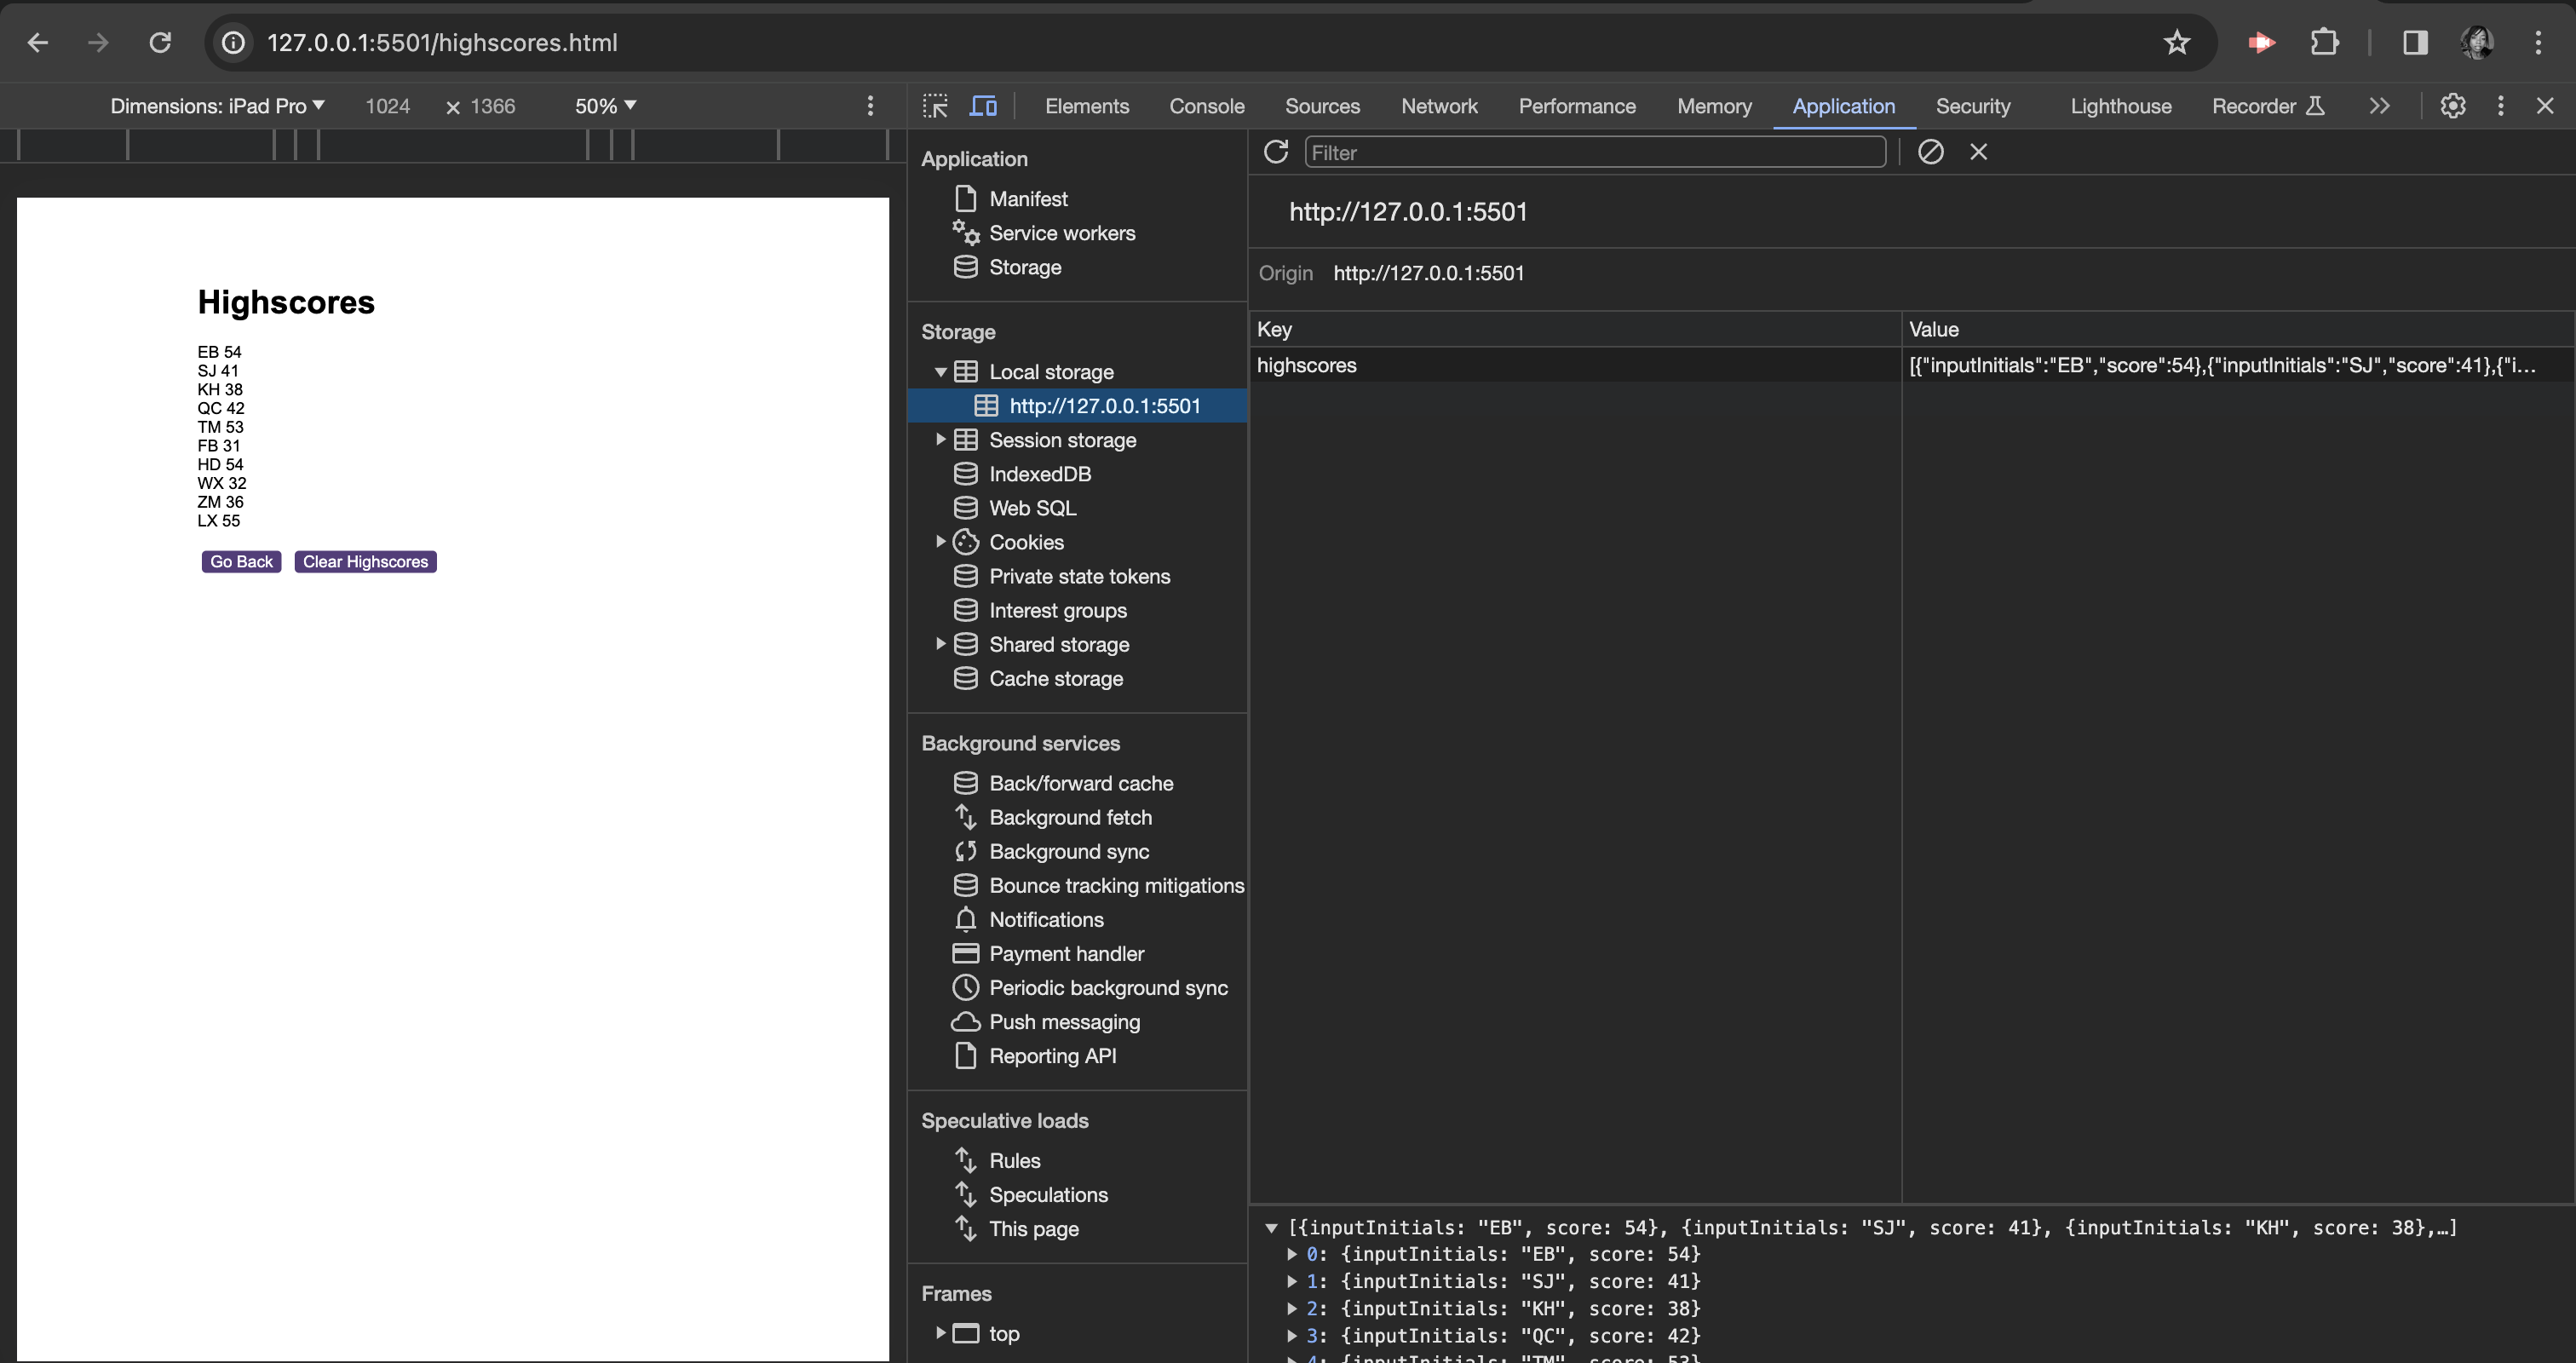 127.0.0.1:5501/highscores.html
Dimensions: iPad Pro 1024 × 1366 50%
Elements Console Sources Network Performance Memory Application Security Lighthouse Recorder
Highscores
EB 54
SJ 41
KH 38
QC 42
TM 53
FB 31
HD 54
WX 32
ZM 36
LX 55
Go Back Clear Highscores
Application
Manifest
Service workers
Storage
Storage
Local storage
http://127.0.0.1:5501
Session storage
IndexedDB
Web SQL
Cookies
Private state tokens
Interest groups
Shared storage
Cache storage
Background services
Back/forward cache
Background fetch
Background sync
Bounce tracking mitigations
Notifications
Payment handler
Periodic background sync
Push messaging
Reporting API
Speculative loads
Rules
Speculations
This page
Frames
top
Filter
http://127.0.0.1:5501
Origin http://127.0.0.1:5501
Key Value
highscores [{"inputInitials":"EB","score":54},{"inputInitials":"SJ","score":41},{"i…
[{inputInitials: "EB", score: 54}, {inputInitials: "SJ", score: 41}, {inputInitials: "KH", score: 38},…]
0: {inputInitials: "EB", score: 54}
1: {inputInitials: "SJ", score: 41}
2: {inputInitials: "KH", score: 38}
3: {inputInitials: "QC", score: 42}
4: {inputInitials: "TM", score: 53}